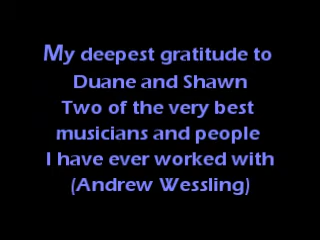 My deepest gratitude to
Duane and Shawn
Two of the very best
musicians and people
I have ever worked with
(Andrew Wessling)